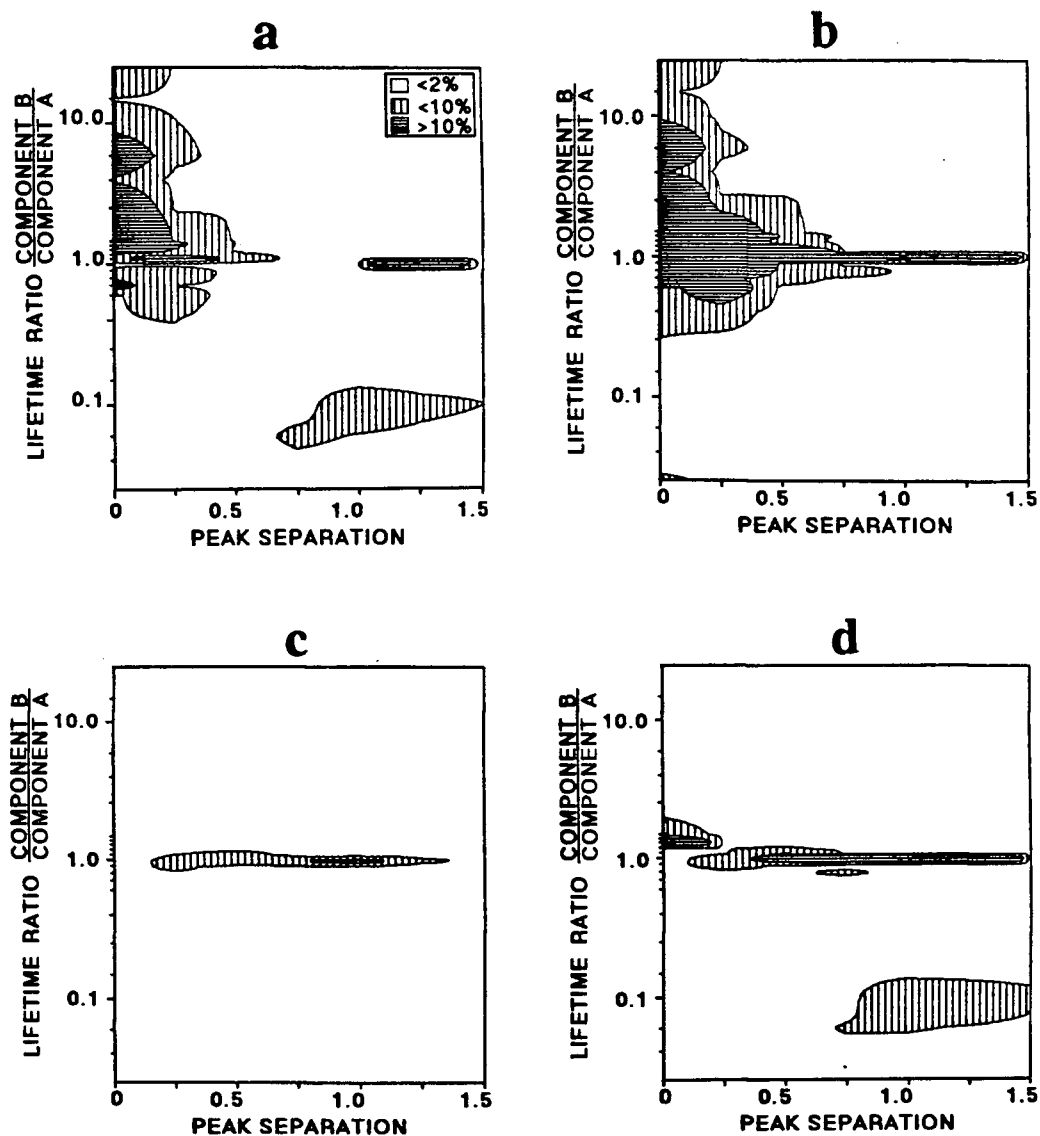 a
<2%
<10%
>10%
10.0
1.0
0.1
LIFETIME RATIO COMPONENT B
COMPONENT A
0 0.5 1.0 1.5
PEAK SEPARATION
b
10.0
1.0
0.1
LIFETIME RATIO COMPONENT B
COMPONENT A
0 0.5 1.0 1.5
PEAK SEPARATION
c
10.0
1.0
0.1
LIFETIME RATIO COMPONENT B
COMPONENT A
0 0.5 1.0 1.5
PEAK SEPARATION
d
10.0
1.0
0.1
LIFETIME RATIO COMPONENT B
COMPONENT A
0 0.5 1.0 1.5
PEAK SEPARATION